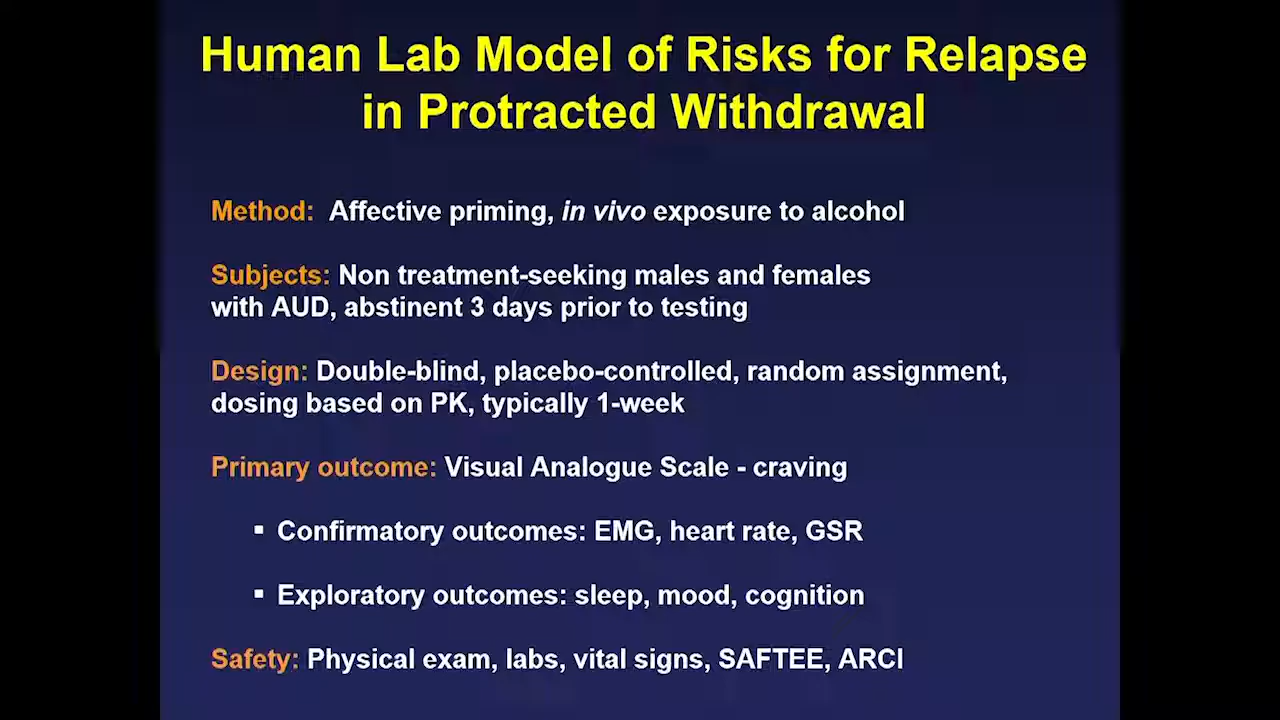 Human Lab Model of Risks for Relapse
in Protracted Withdrawal
Method: Affective priming, in vivo exposure to alcohol
Subjects: Non treatment-seeking males and females
with AUD, abstinent 3 days prior to testing
Design: Double-blind, placebo-controlled, random assignment,
dosing based on PK, typically 1-week
Primary outcome: Visual Analogue Scale - craving
▪ Confirmatory outcomes: EMG, heart rate, GSR
▪ Exploratory outcomes: sleep, mood, cognition
Safety: Physical exam, labs, vital signs, SAFTEE, ARCI